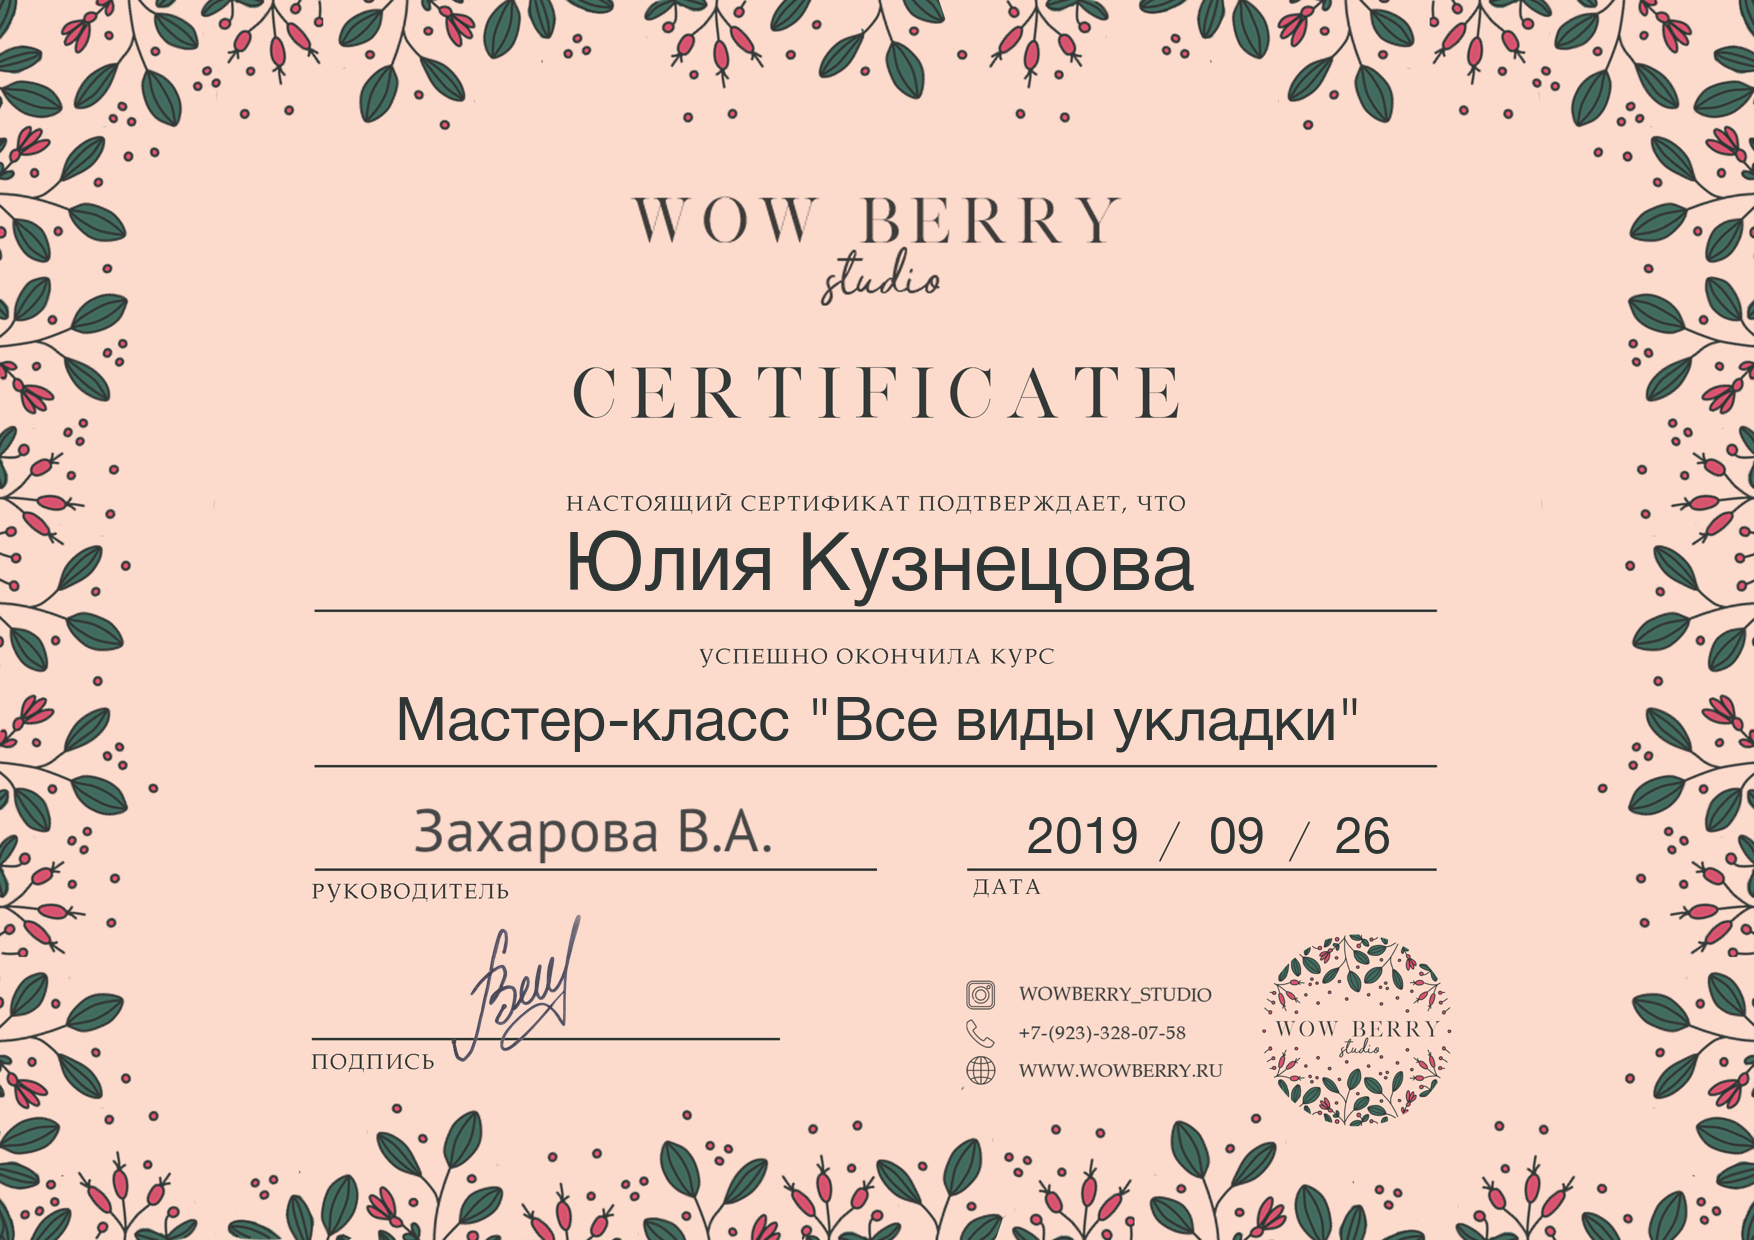 WOW BERRY
studio
CERTIFICATE
НАСТОЯЩИЙ СЕРТИФИКАТ ПОДТВЕРЖДАЕТ, ЧТО
Юлия Кузнецова
УСПЕШНО ОКОНЧИЛА КУРС
Мастер-класс "Все виды укладки"
Захарова В.А.
2019 / 09 / 26
РУКОВОДИТЕЛЬ
ДАТА
WOWBERRY_STUDIO
+7-(923)-328-07-58
WWW.WOWBERRY.RU
WOW BERRY
studio
ПОДПИСЬ